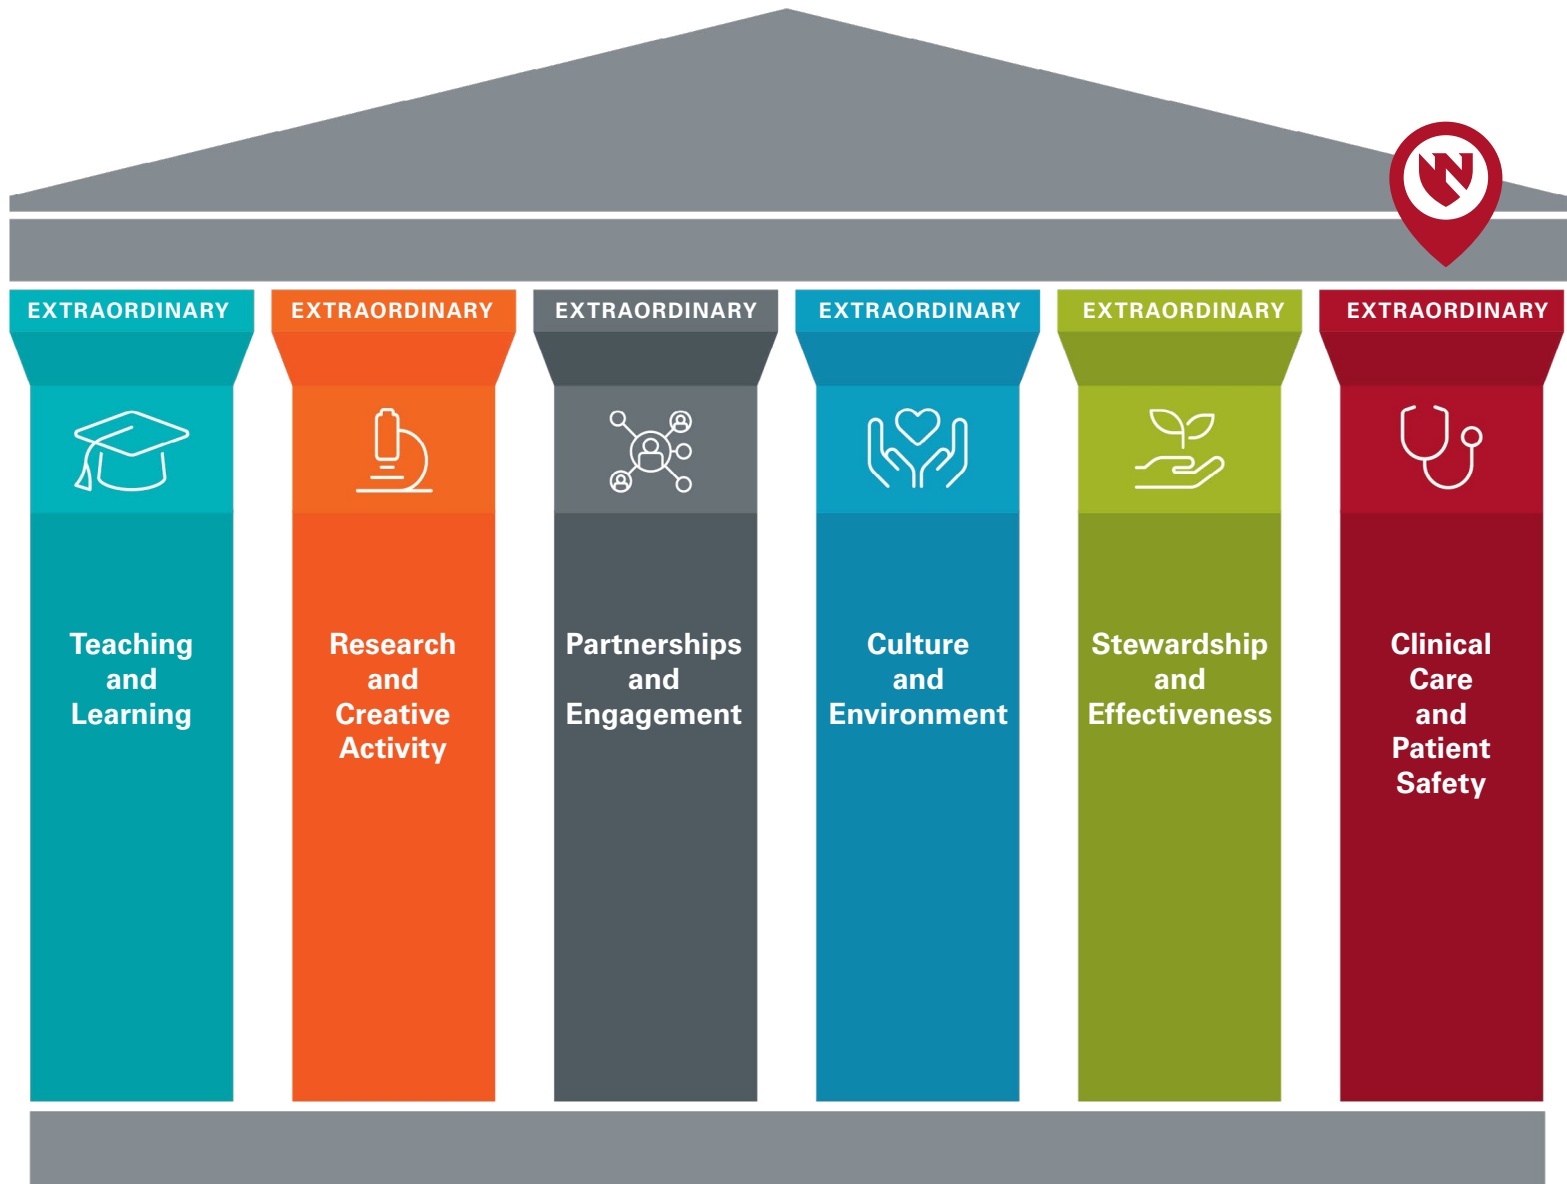 EXTRAORDINARY
Teaching
and
Learning
EXTRAORDINARY
Research
and
Creative
Activity
EXTRAORDINARY
Partnerships
and
Engagement
EXTRAORDINARY
Culture
and
Environment
EXTRAORDINARY
Stewardship
and
Effectiveness
EXTRAORDINARY
Clinical
Care
and
Patient
Safety